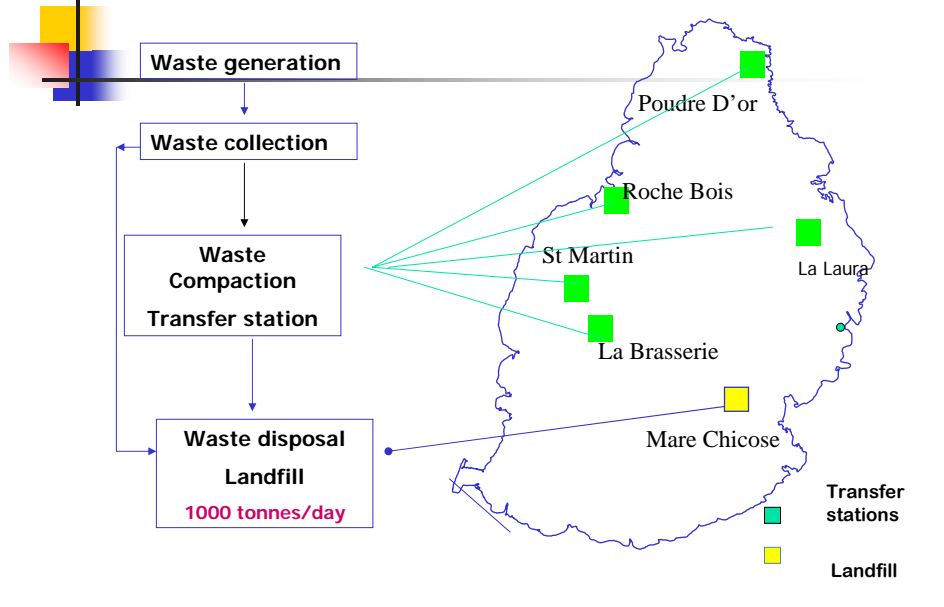 Waste generation
Waste collection
Waste
Compaction
Transfer station
Waste disposal
Landfill
1000 tonnes/day
Poudre D’or
Roche Bois
St Martin
La Laura
La Brasserie
Mare Chicose
Transfer
stations
Landfill